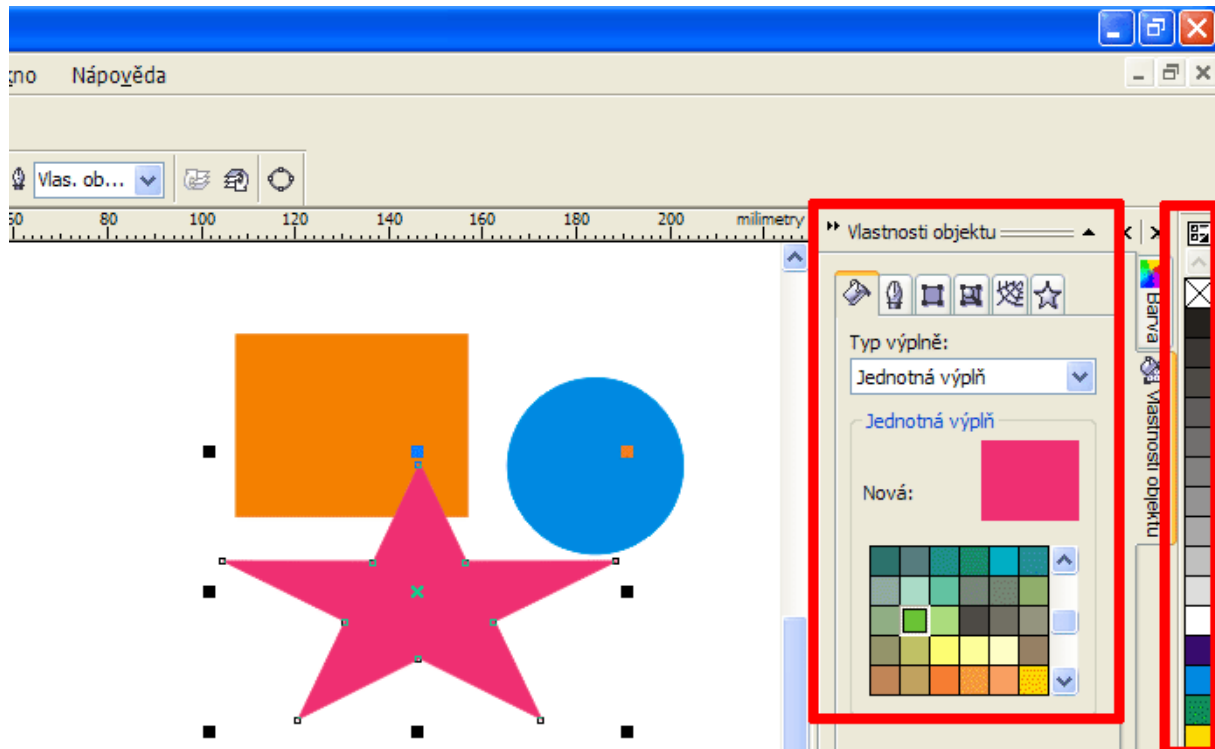 kno Nápověda
Vlas. ob...
60 80 100 120 140 160 180 200 milimetry
Vlastnosti objektu
Typ výplně:
Jednotná výplň
Jednotná výplň
Nová:
Barva
Vlastnosti objektu